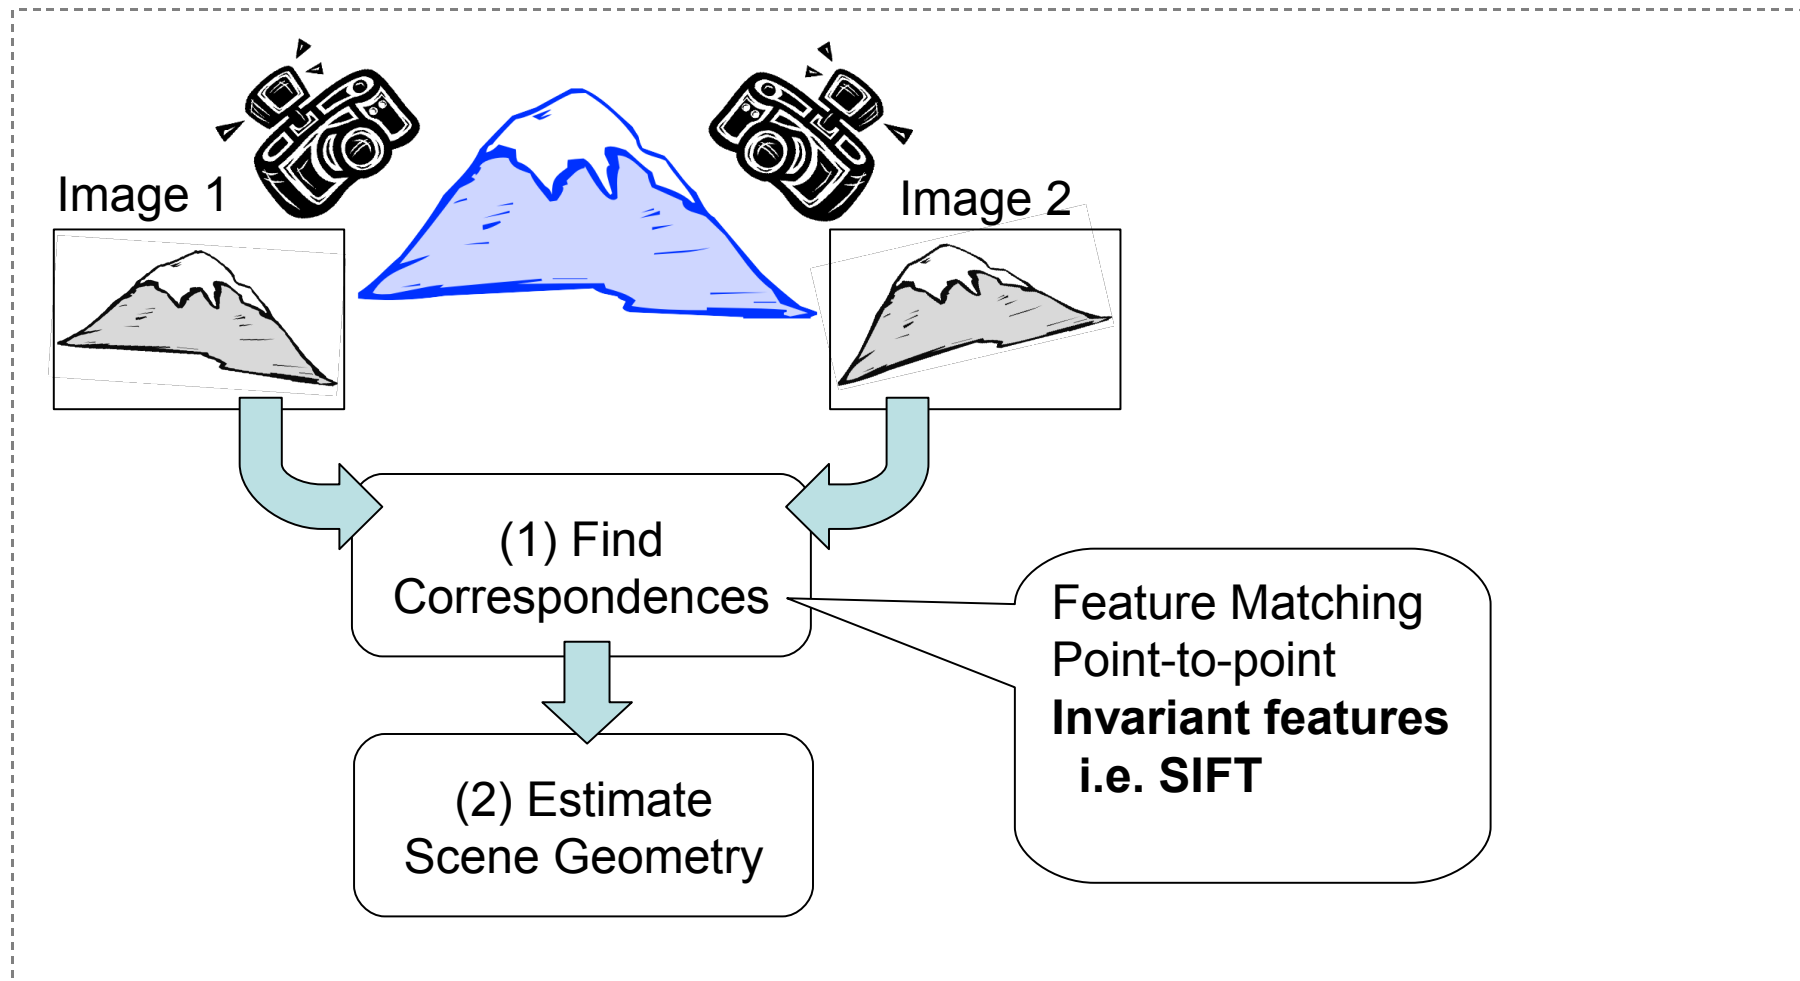 Image 1
Image 2
(1) Find
Correspondences
Feature Matching
Point-to-point
Invariant features
i.e. SIFT
(2) Estimate
Scene Geometry